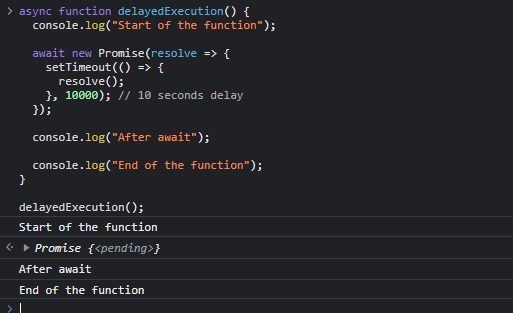 > async function delayedExecution() {
console.log("Start of the function");
await new Promise(resolve => {
setTimeout(() => {
resolve();
}, 10000); // 10 seconds delay
});
console.log("After await");
console.log("End of the function");
}
delayedExecution();
Start of the function
<· ▶ Promise {<pending>}
After await
End of the function
>